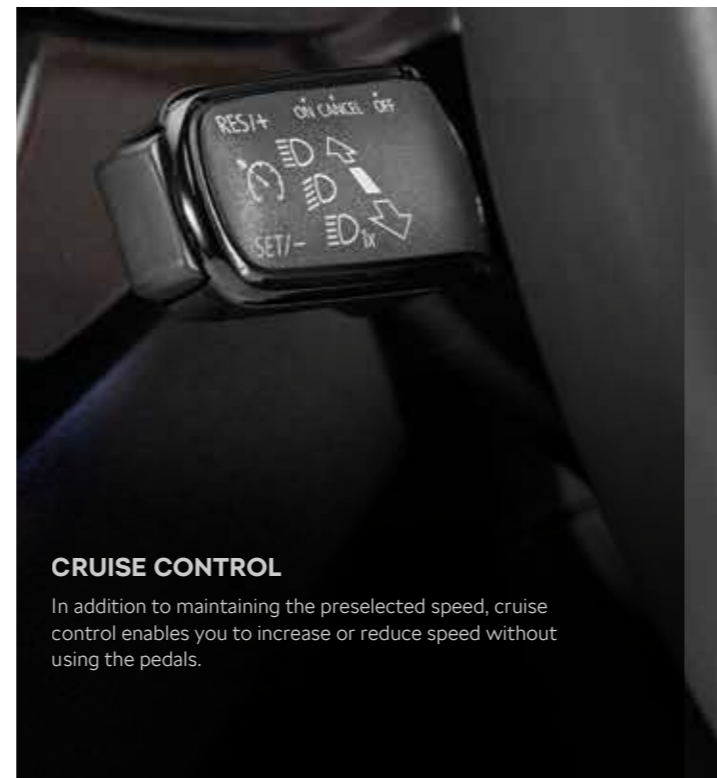 RES/+ ON CANCEL OFF
SET/- 1x
CRUISE CONTROL
In addition to maintaining the preselected speed, cruise
control enables you to increase or reduce speed without
using the pedals.